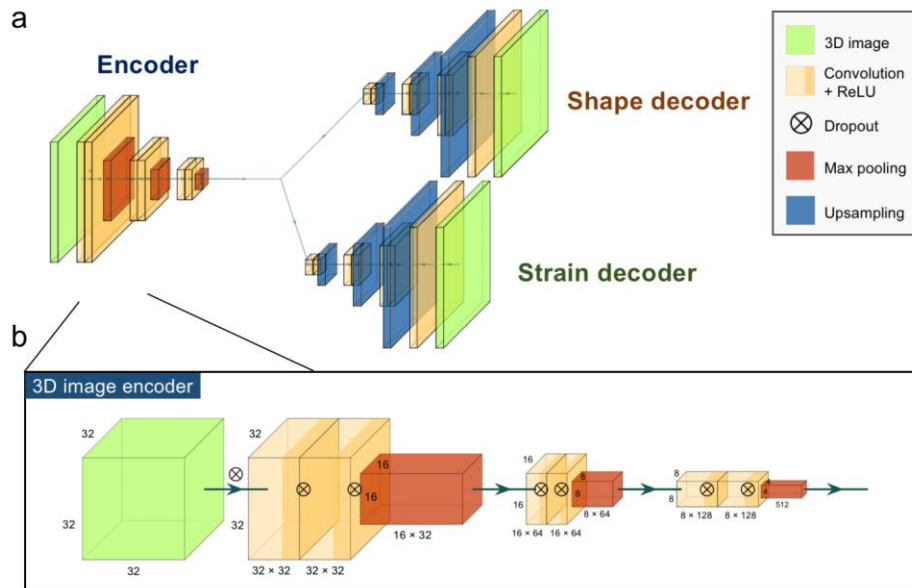 a
Encoder
Shape decoder
Strain decoder
3D image
Convolution
+ ReLU
Dropout
Max pooling
Upsampling
b
3D image encoder
32
32
32
32
32
32 × 32
32 × 32
16
16
16 × 32
16
16
16 × 64
16 × 64
8
8
8 × 64
8
8
8 × 128
8 × 128
4
4
512